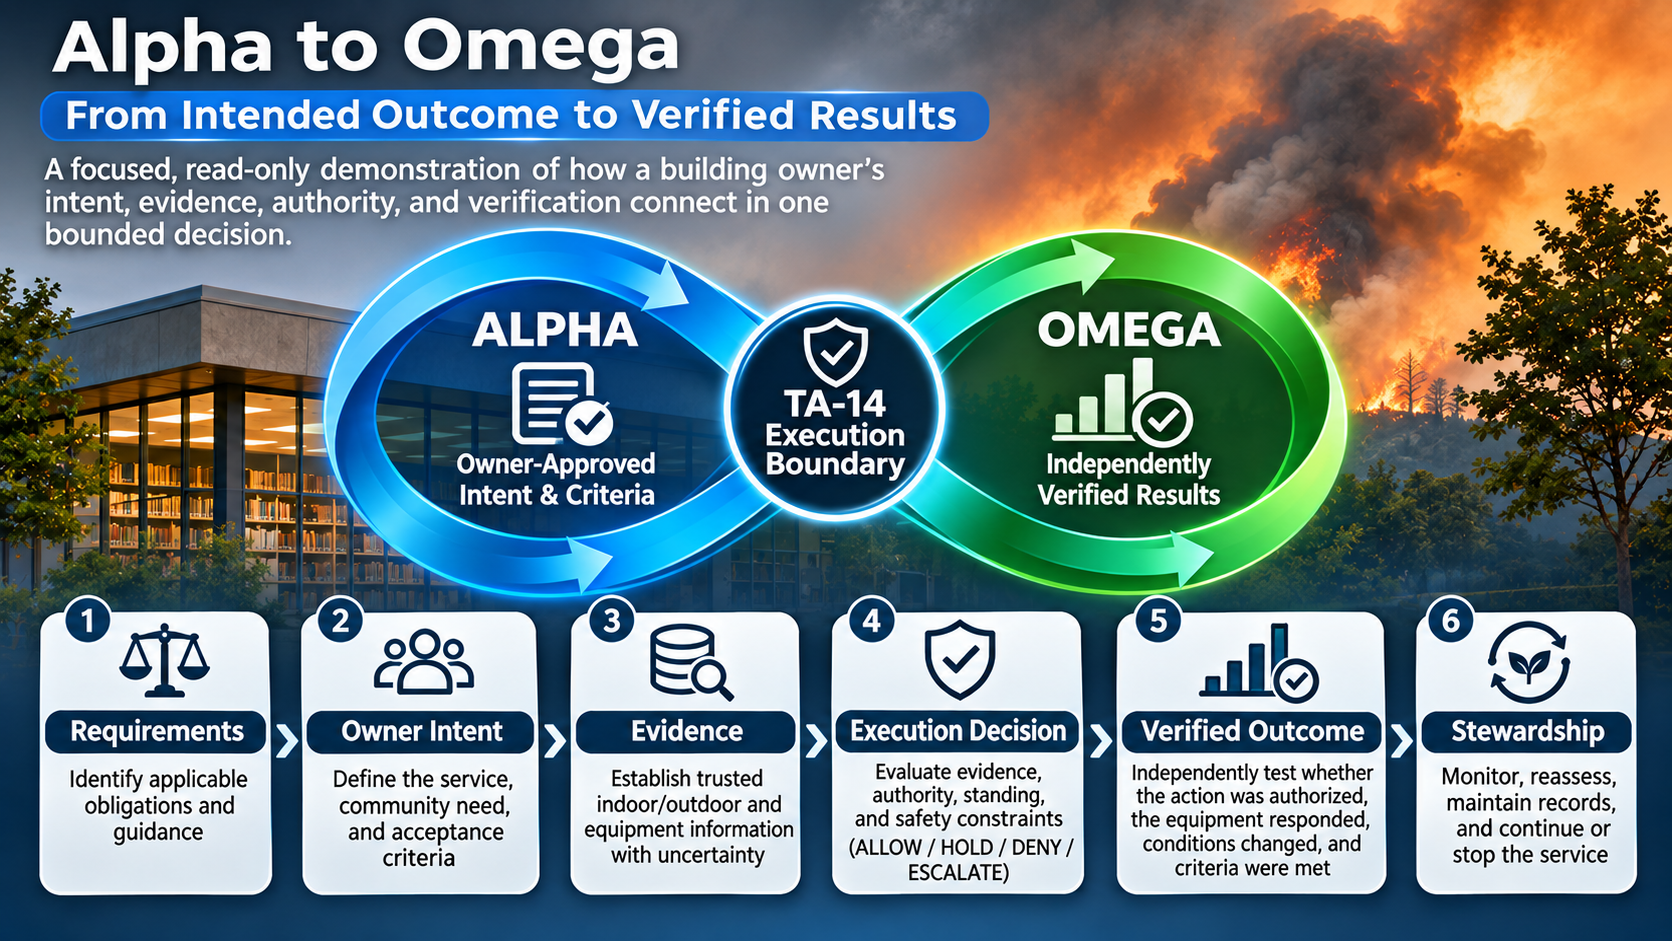 Alpha to Omega
From Intended Outcome to Verified Results
A focused, read-only demonstration of how a building owner's
intent, evidence, authority, and verification connect in one
bounded decision.
ALPHA
Owner-Approved
Intent & Criteria
TA-14
Execution
Boundary
OMEGA
Independently
Verified Results
1
Requirements
Identify applicable
obligations and
guidance
2
Owner Intent
Define the service,
community need,
and acceptance
criteria
3
Evidence
Establish trusted
indoor/outdoor and
equipment information
with uncertainty
4
Execution Decision
Evaluate evidence,
authority, standing,
and safety constraints
(ALLOW / HOLD / DENY /
ESCALATE)
5
Verified Outcome
Independently test whether
the action was authorized,
the equipment responded,
conditions changed, and
criteria were met
6
Stewardship
Monitor, reassess,
maintain records,
and continue or
stop the service